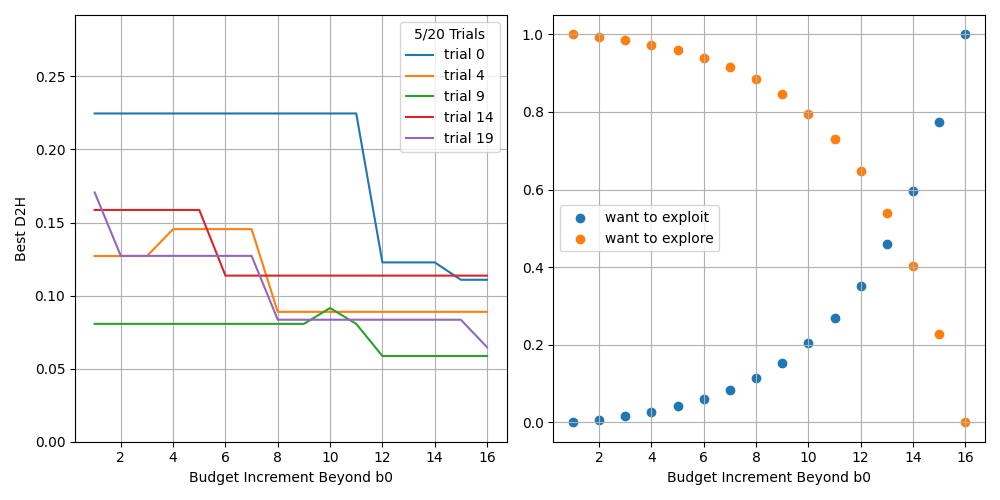 5/20 Trials
trial 0
trial 4
trial 9
trial 14
trial 19
0.25
0.20
0.15
0.10
0.05
0.00
Best D2H
2 4 6 8 10 12 14 16
Budget Increment Beyond b0
1.0
0.8
0.6
0.4
0.2
0.0
want to exploit
want to explore
2 4 6 8 10 12 14 16
Budget Increment Beyond b0